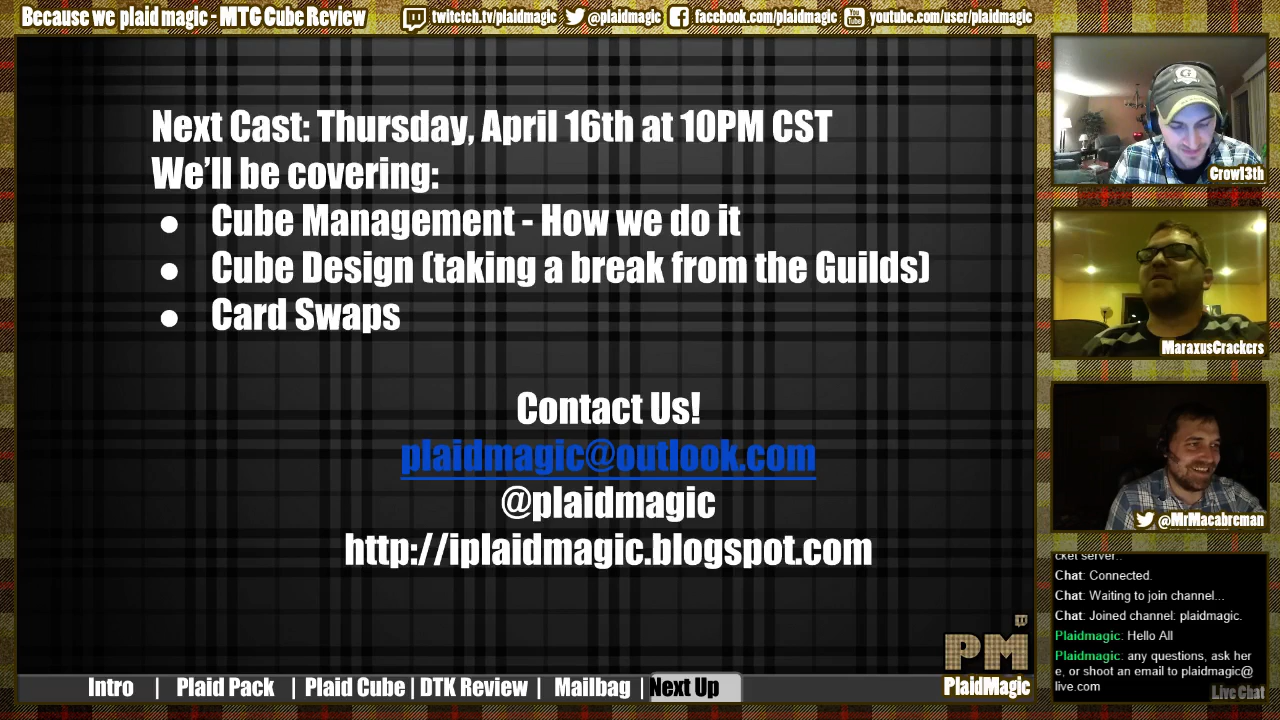 Because we plaid magic - MTG Cube Review
twitetch.tv/plaidmagic
@plaidmagic
facebook.com/plaidmagic
You Tube
youtube.com/user/plaidmagic
Next Cast: Thursday, April 16th at 10PM CST
We'll be covering:
● Cube Management - How we do it
● Cube Design (taking a break from the Guilds)
● Card Swaps
Contact Us!
plaidmagic@outlook.com
@plaidmagic
http://iplaidmagic.blogspot.com
PM
PlaidMagic
Intro | Plaid Pack | Plaid Cube | DTK Review | Mailbag | Next Up
Crow13th
MaraxusCrackers
@MrMacabreman
cket server..
Chat: Connected.
Chat: Waiting to join channel...
Chat: Joined channel: plaidmagic.
Plaidmagic: Hello All
Plaidmagic: any questions, ask her
e, or shoot an email to plaidmagic@
live.com
Live Chat